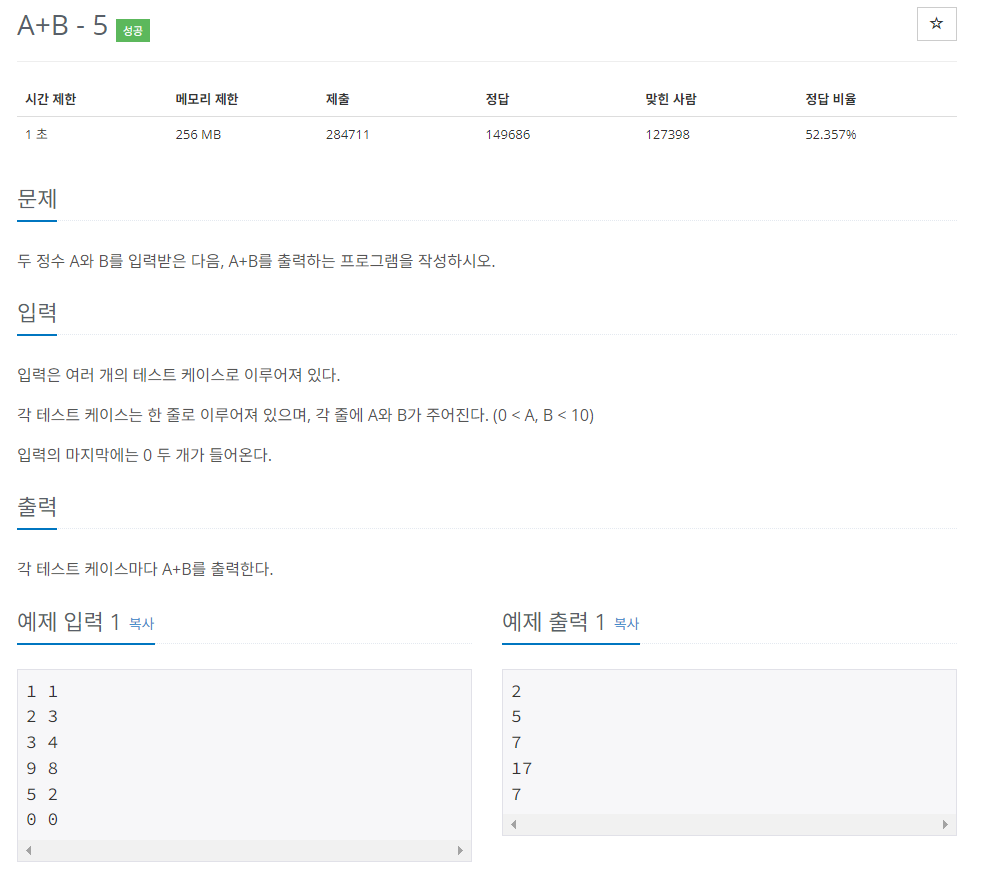 A+B - 5 성공
☆
시간 제한 메모리 제한 제출 정답 맞힌 사람 정답 비율
1 초 256 MB 284711 149686 127398 52.357%
문제
두 정수 A와 B를 입력받은 다음, A+B를 출력하는 프로그램을 작성하시오.
입력
입력은 여러 개의 테스트 케이스로 이루어져 있다.
각 테스트 케이스는 한 줄로 이루어져 있으며, 각 줄에 A와 B가 주어진다. (0 < A, B < 10)
입력의 마지막에는 0 두 개가 들어온다.
출력
각 테스트 케이스마다 A+B를 출력한다.
예제 입력 1 복사
1 1
2 3
3 4
9 8
5 2
0 0
예제 출력 1 복사
2
5
7
17
7